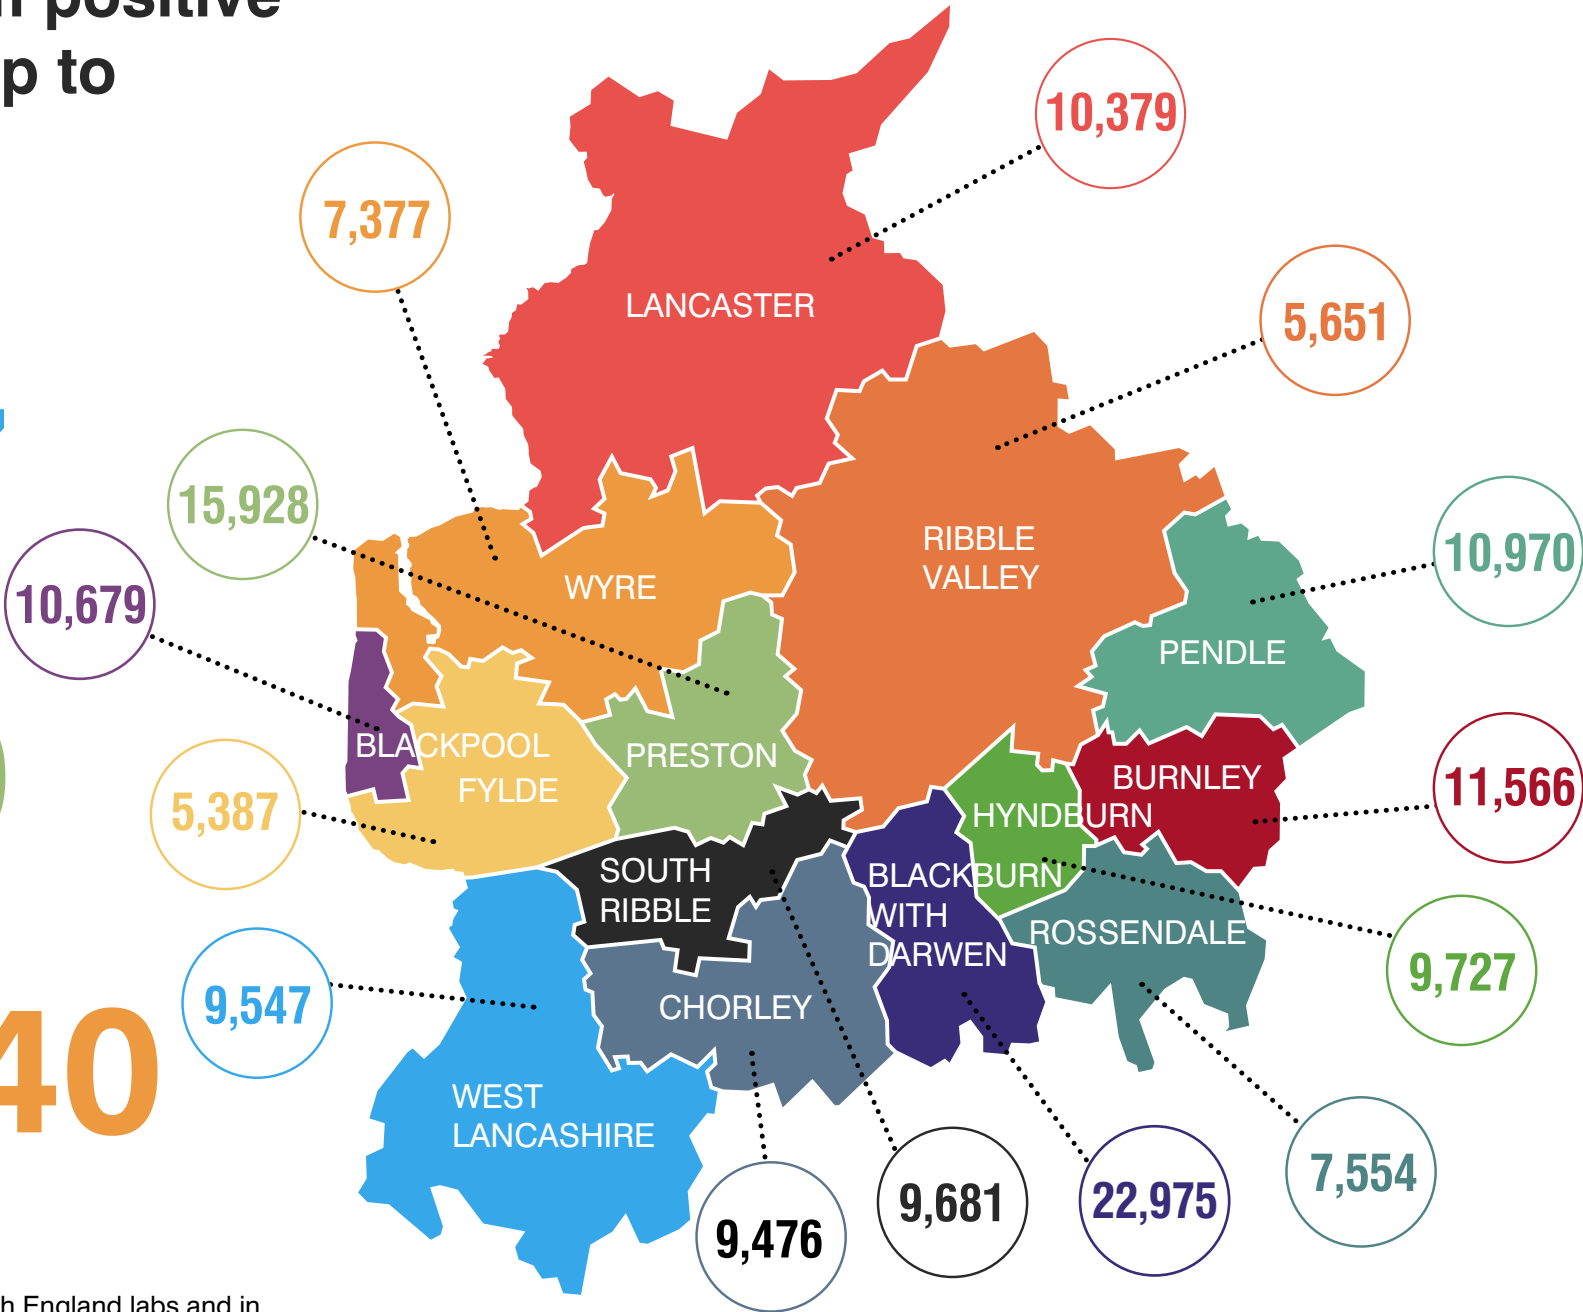 positive
p to
10,379
7,377
LANCASTER
5,651
15,928
10,679
WYRE
RIBBLE
VALLEY
10,970
PENDLE
BLACKPOOL
FYLDE
PRESTON
BURNLEY
11,566
5,387
HYNDBURN
SOUTH
RIBBLE
BLACKBURN
WITH
DARWEN
ROSSENDALE
9,547
CHORLEY
9,727
40
WEST
LANCASHIRE
9,476
9,681
22,975
7,554
h England labs and in